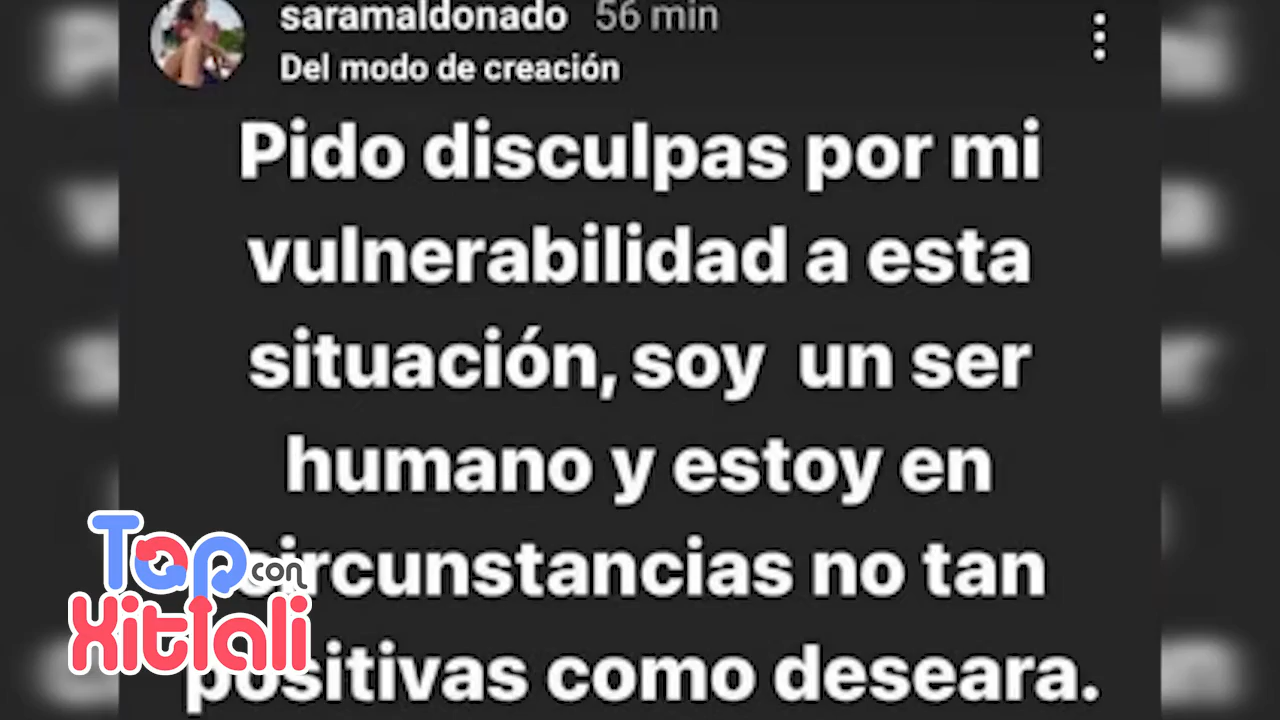 saramaldonado 56 min
Del modo de creación
Pido disculpas por mi
vulnerabilidad a esta
situación, soy un ser
humano y estoy en
circunstancias no tan
positivas como deseara.
Top con
Xitlali